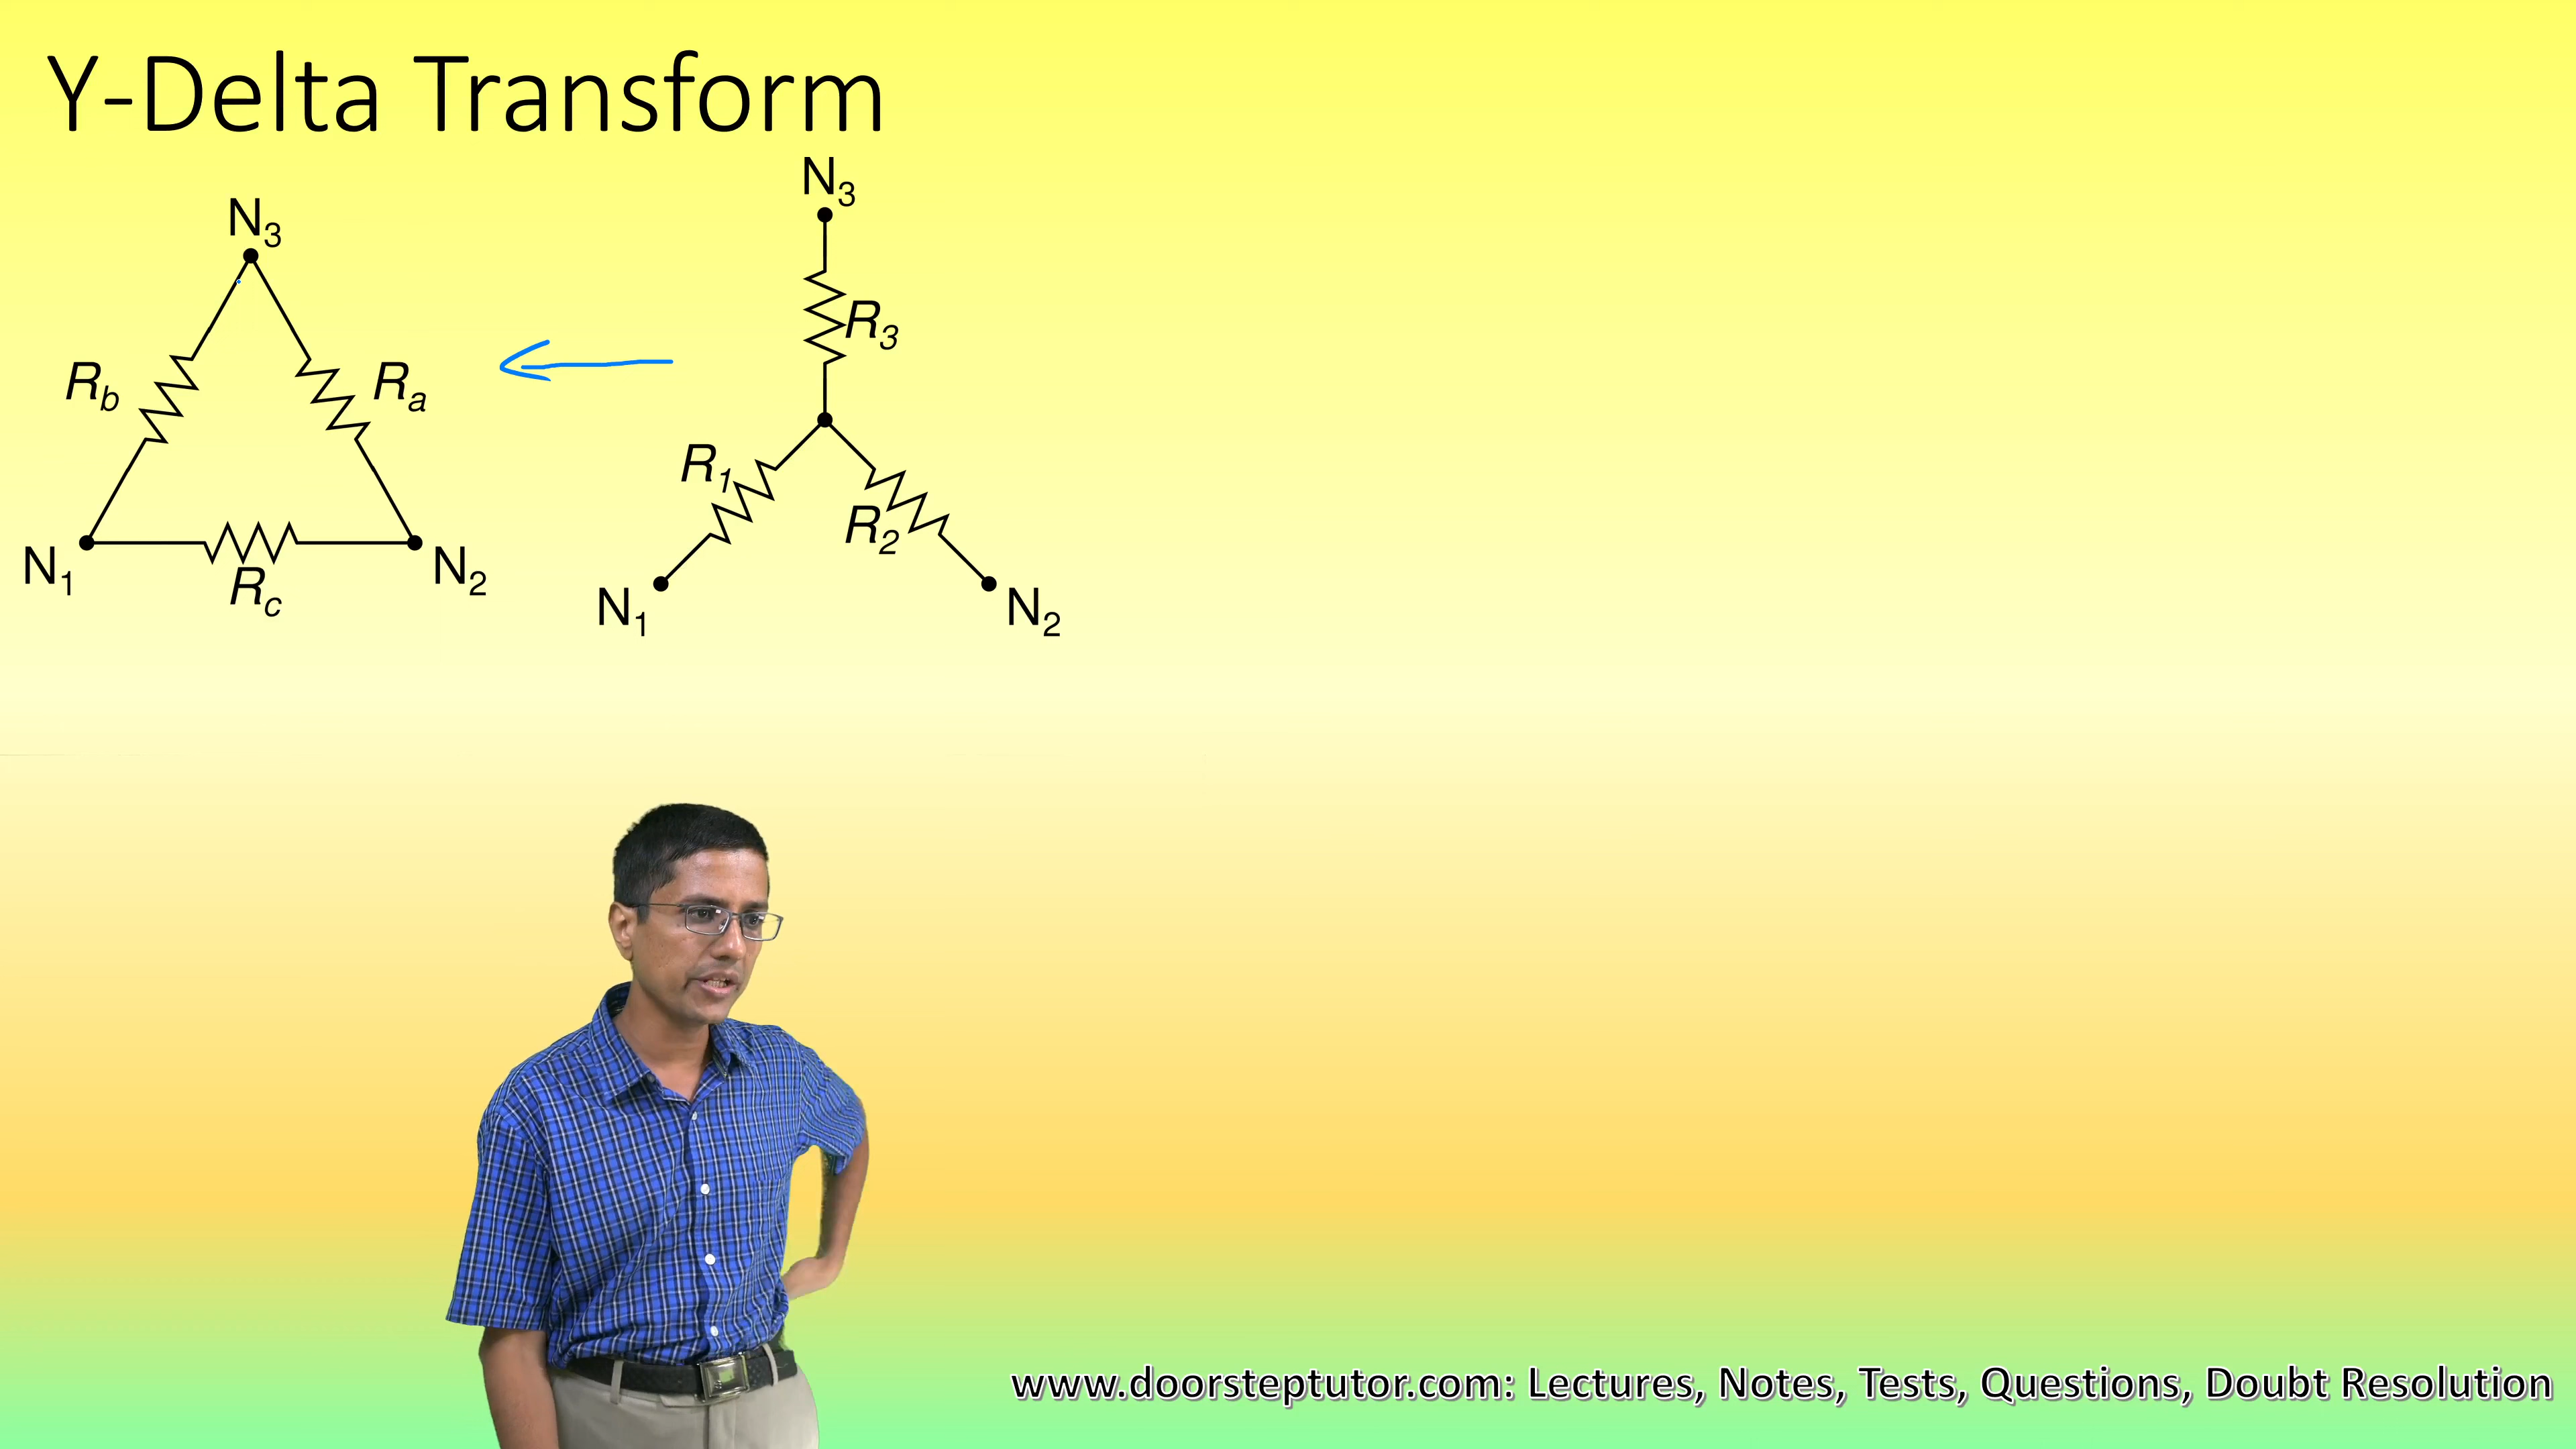 Y-Delta Transform
N3
Rb
Ra
N1
Rc
N2
N3
R3
R1
R2
N1
N2
www.doorsteptutor.com: Lectures, Notes, Tests, Questions, Doubt Resolution